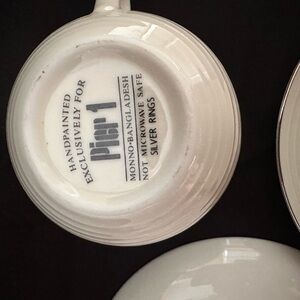 HANDPAINTED
EXCLUSIVELY FOR
Pier 1
MONNO-BANGLADESH
NOT MICROWAVE SAFE
SILVER RINGS